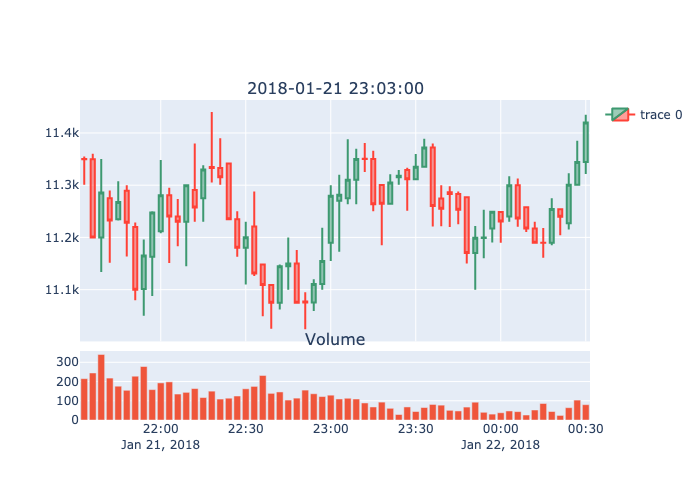 2018-01-21 23:03:00
trace 0
11.4k
11.3k
11.2k
11.1k
Volume
300
200
100
0
22:00 22:30 23:00 23:30 00:00 00:30
Jan 21, 2018 Jan 22, 2018